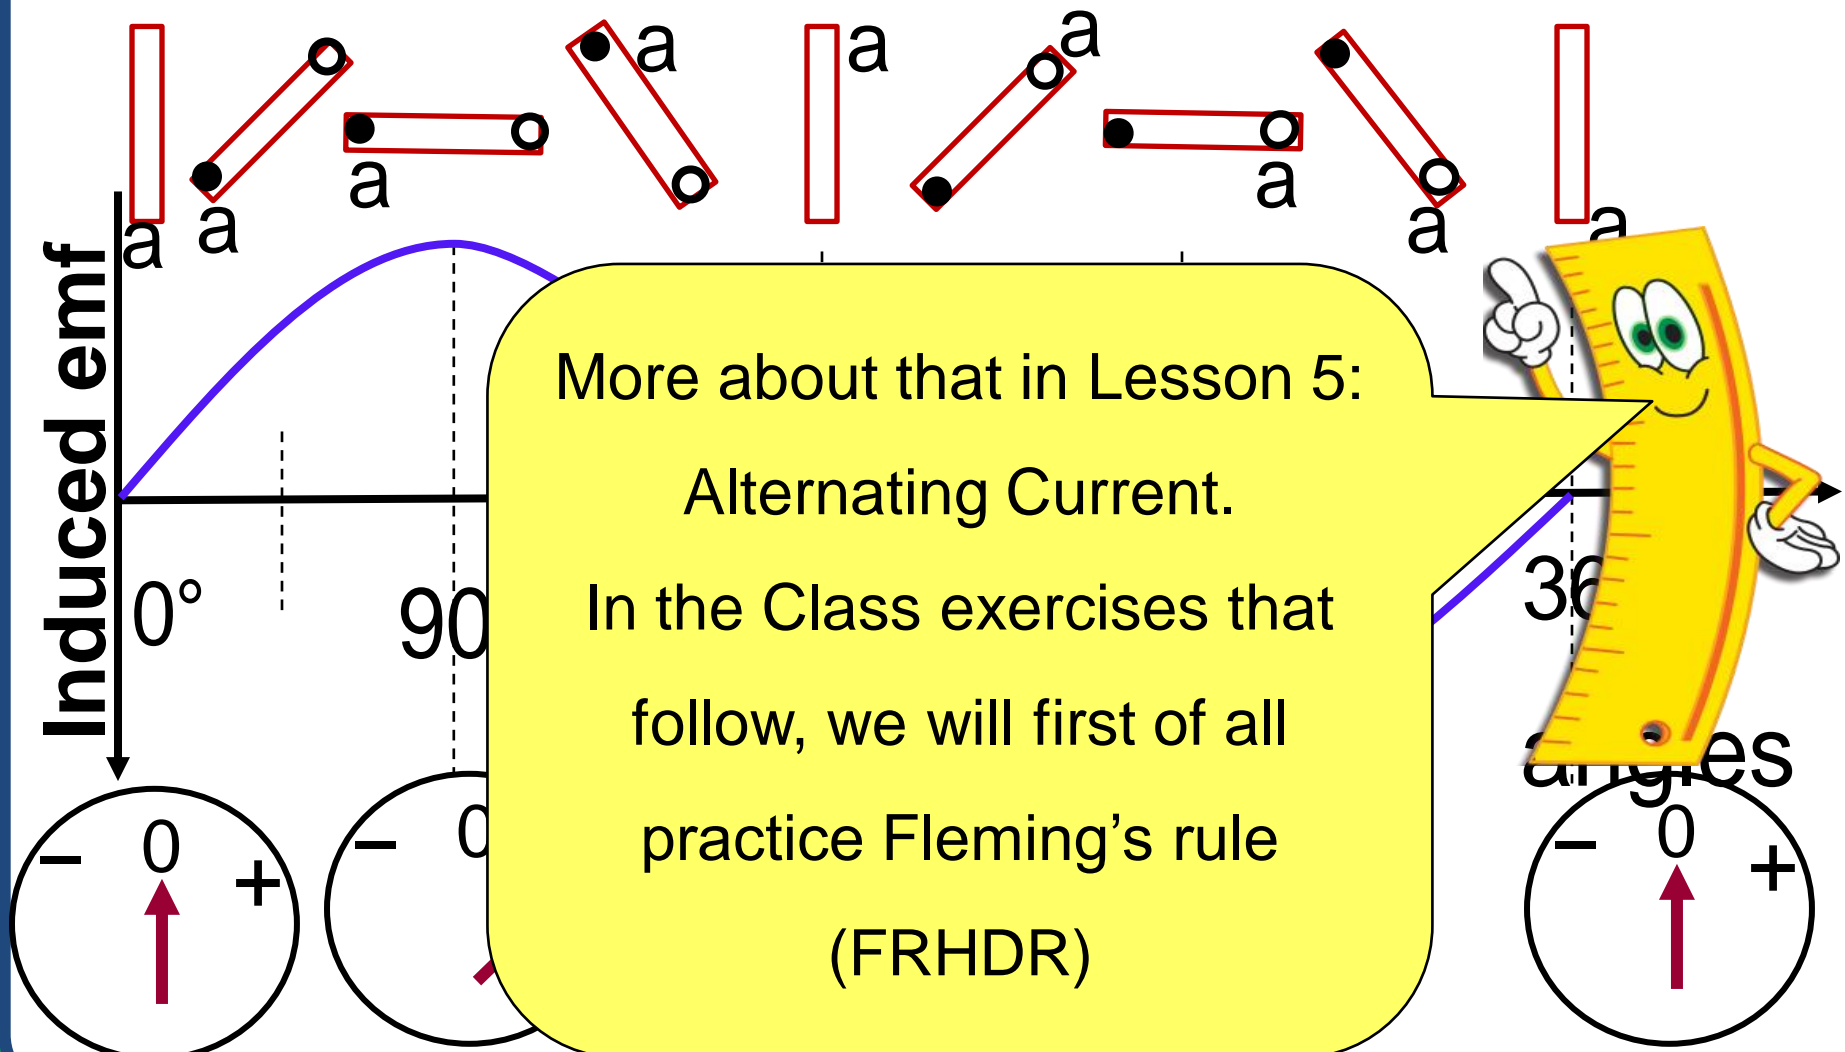 a
a
a
a
a
a
a
a
a
Induced emf
0°
90
36
angles
More about that in Lesson 5:
Alternating Current.
In the Class exercises that
follow, we will first of all
practice Fleming’s rule
(FRHDR)
– 0 +
– 0
– 0 +